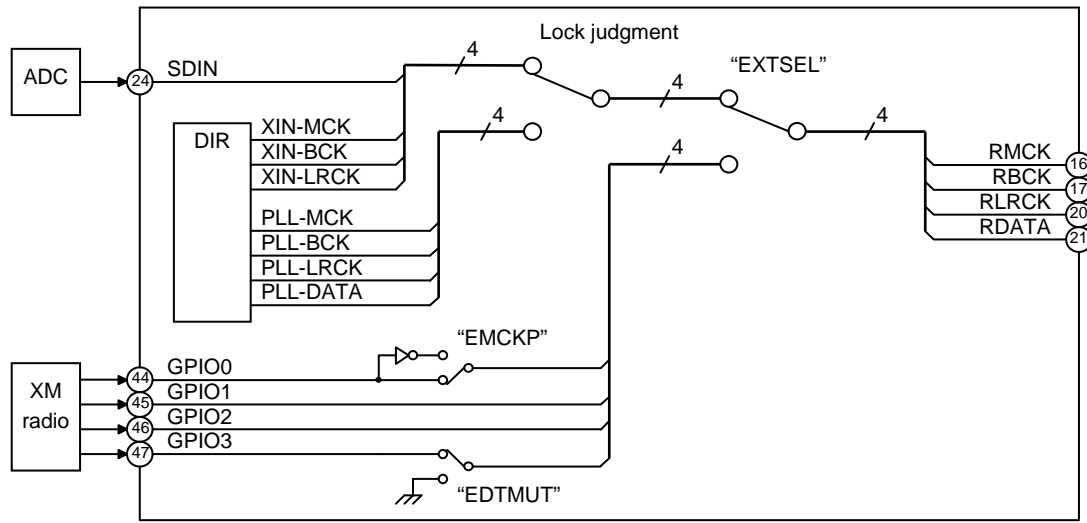 Lock judgment
ADC
24
SDIN
4
"EXTSEL"
4
4
DIR
XIN-MCK
XIN-BCK
XIN-LRCK
4
4
PLL-MCK
PLL-BCK
PLL-LRCK
PLL-DATA
RMCK
16
RBCK
17
RLRCK
20
RDATA
21
"EMCKP"
XM
radio
44
GPIO0
45
GPIO1
46
GPIO2
47
GPIO3
"EDTMUT"